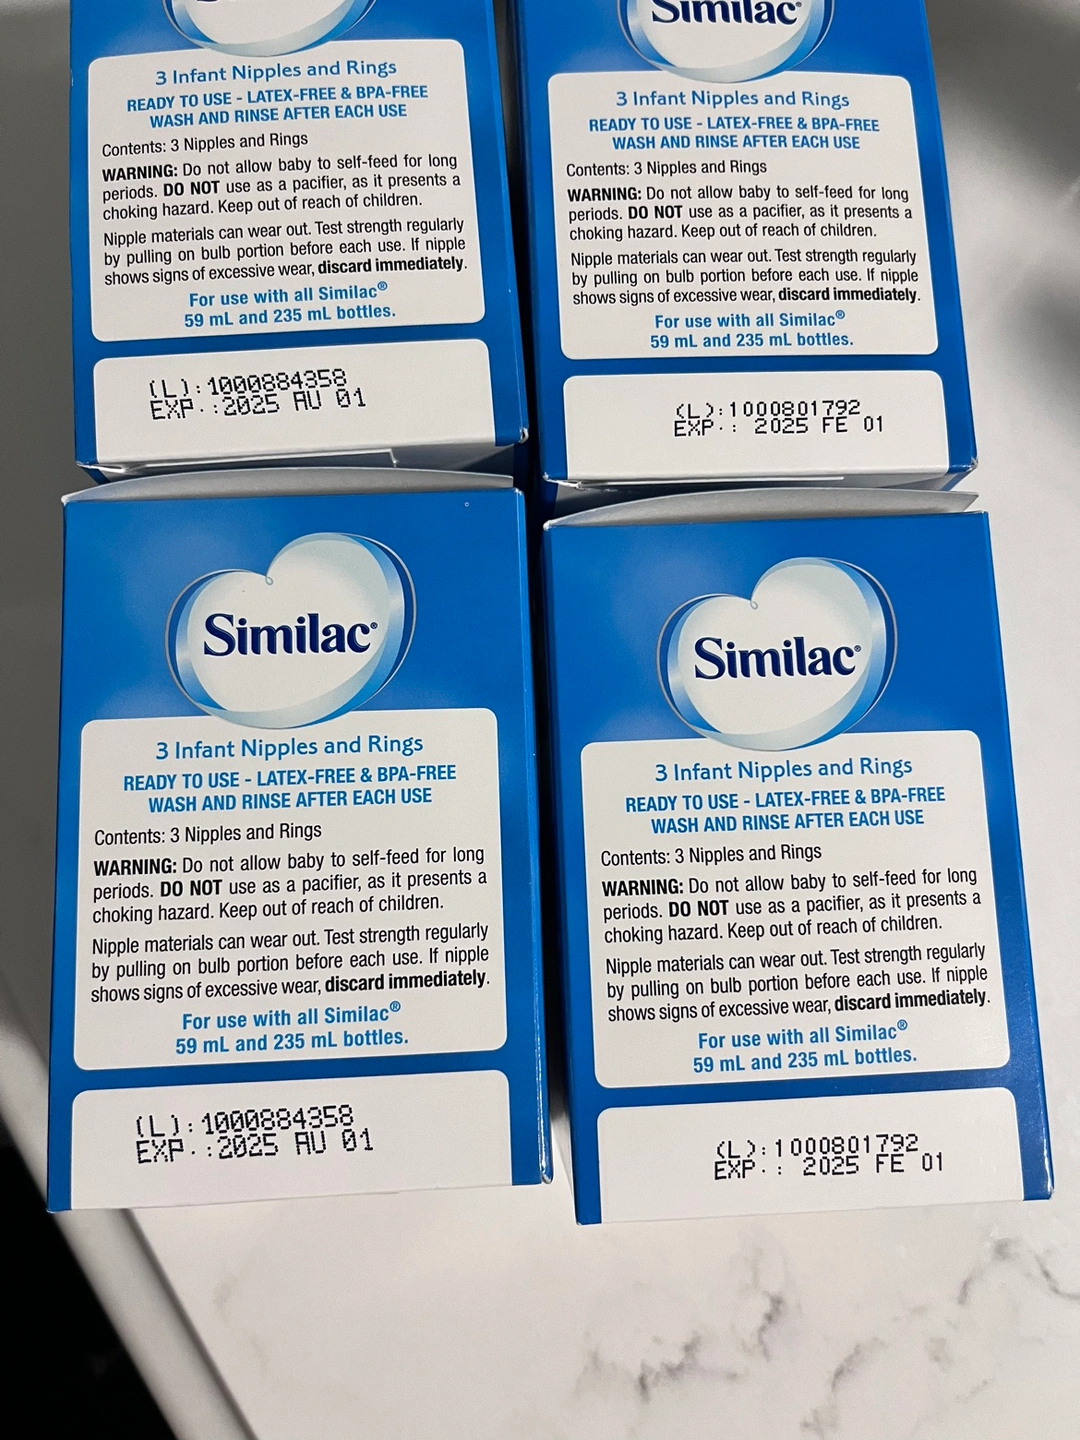 3 Infant Nipples and Rings
READY TO USE - LATEX-FREE & BPA-FREE
WASH AND RINSE AFTER EACH USE
Contents: 3 Nipples and Rings
WARNING: Do not allow baby to self-feed for long
periods. DO NOT use as a pacifier, as it presents a
choking hazard. Keep out of reach of children.
Nipple materials can wear out. Test strength regularly
by pulling on bulb portion before each use. If nipple
shows signs of excessive wear, discard immediately.
For use with all Similac®
59 mL and 235 mL bottles.
(L):1000884358
EXP.:2025 AU 01
Similac®
3 Infant Nipples and Rings
READY TO USE - LATEX-FREE & BPA-FREE
WASH AND RINSE AFTER EACH USE
Contents: 3 Nipples and Rings
WARNING: Do not allow baby to self-feed for long
periods. DO NOT use as a pacifier, as it presents a
choking hazard. Keep out of reach of children.
Nipple materials can wear out. Test strength regularly
by pulling on bulb portion before each use. If nipple
shows signs of excessive wear, discard immediately.
For use with all Similac®
59 mL and 235 mL bottles.
(L):1000801792
EXP.: 2025 FE 01
Similac®
3 Infant Nipples and Rings
READY TO USE - LATEX-FREE & BPA-FREE
WASH AND RINSE AFTER EACH USE
Contents: 3 Nipples and Rings
WARNING: Do not allow baby to self-feed for long
periods. DO NOT use as a pacifier, as it presents a
choking hazard. Keep out of reach of children.
Nipple materials can wear out. Test strength regularly
by pulling on bulb portion before each use. If nipple
shows signs of excessive wear, discard immediately.
For use with all Similac®
59 mL and 235 mL bottles.
(L):1000884358
EXP.:2025 AU 01
Similac®
3 Infant Nipples and Rings
READY TO USE - LATEX-FREE & BPA-FREE
WASH AND RINSE AFTER EACH USE
Contents: 3 Nipples and Rings
WARNING: Do not allow baby to self-feed for long
periods. DO NOT use as a pacifier, as it presents a
choking hazard. Keep out of reach of children.
Nipple materials can wear out. Test strength regularly
by pulling on bulb portion before each use. If nipple
shows signs of excessive wear, discard immediately.
For use with all Similac®
59 mL and 235 mL bottles.
(L):1000801792
EXP.: 2025 FE 01